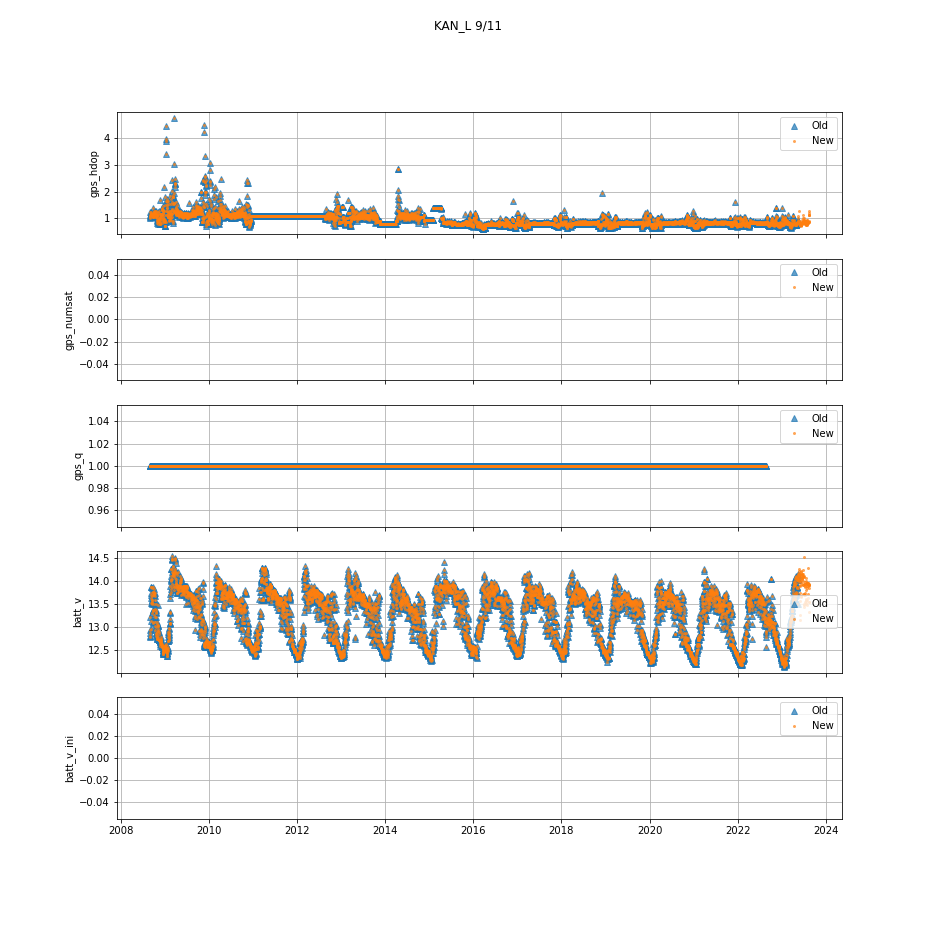 KAN_L 9/11
gps_hdop
4
3
2
1
Old
New
gps_numsat
0.04
0.02
0.00
−0.02
−0.04
Old
New
gps_q
1.04
1.02
1.00
0.98
0.96
Old
New
batt_v
14.5
14.0
13.5
13.0
12.5
Old
New
batt_v_ini
0.04
0.02
0.00
−0.02
−0.04
Old
New
2008 2010 2012 2014 2016 2018 2020 2022 2024